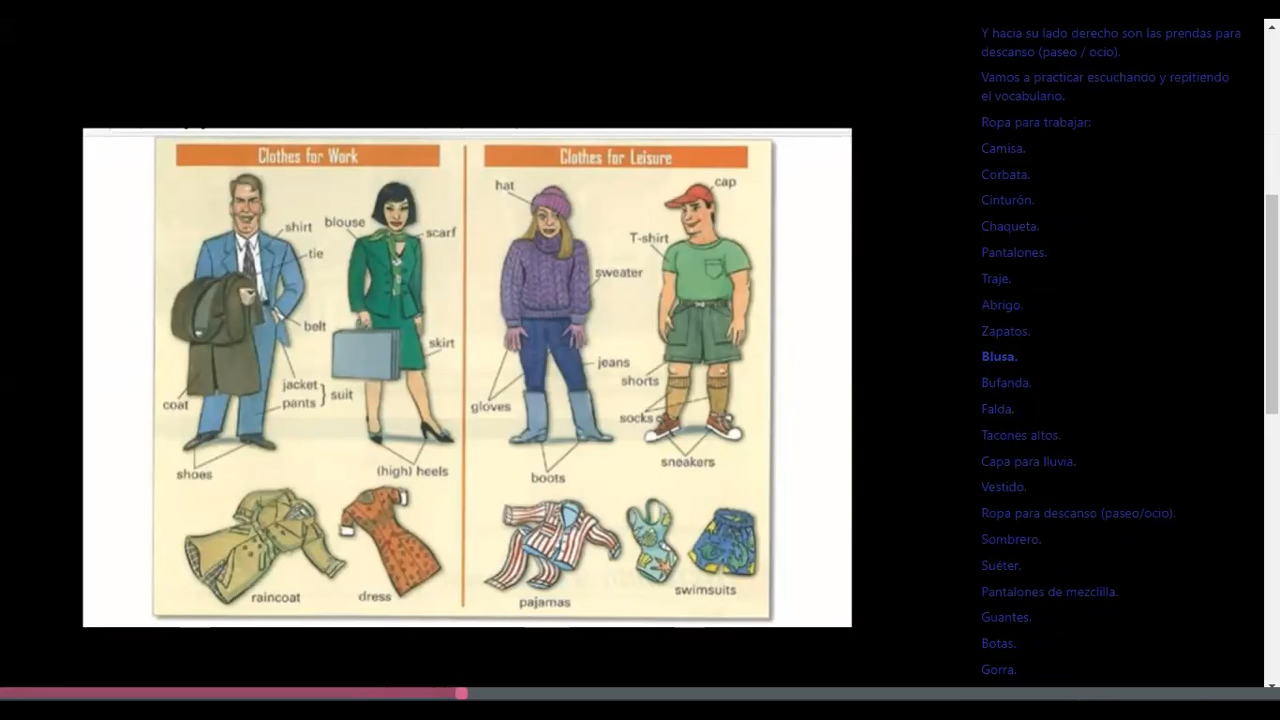 Clothes for Work
Clothes for Leisure
hat
cap
shirt
blouse
scarf
T-shirt
tie
sweater
belt
skirt
jeans
jacket
pants
suit
shorts
coat
gloves
socks
shoes
(high) heels
boots
sneakers
raincoat
dress
pajamas
swimsuits
Y hacia su lado derecho son las prendas para
descanso (paseo / ocio).
Vamos a practicar escuchando y repitiendo
el vocabulario.
Ropa para trabajar:
Camisa.
Corbata.
Cinturón.
Chaqueta.
Pantalones.
Traje.
Abrigo.
Zapatos.
Blusa.
Bufanda.
Falda.
Tacones altos.
Capa para lluvia.
Vestido.
Ropa para descanso (paseo/ocio).
Sombrero.
Suéter.
Pantalones de mezclilla.
Guantes.
Botas.
Gorra.